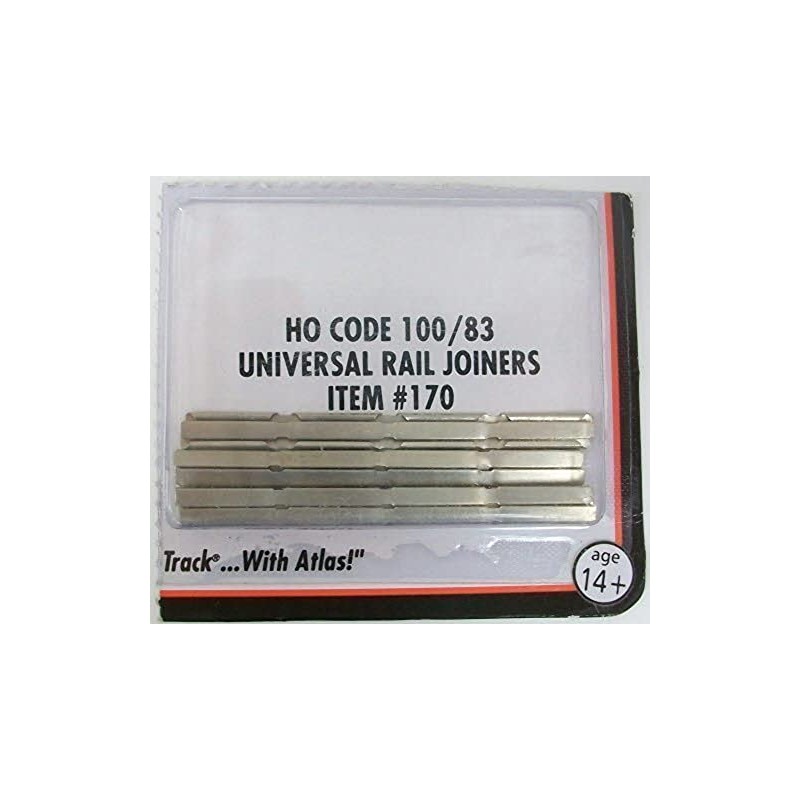 HO CODE 100/83
UNIVERSAL RAIL JOINERS
ITEM #170
Track®...With Atlas!"
age
14+